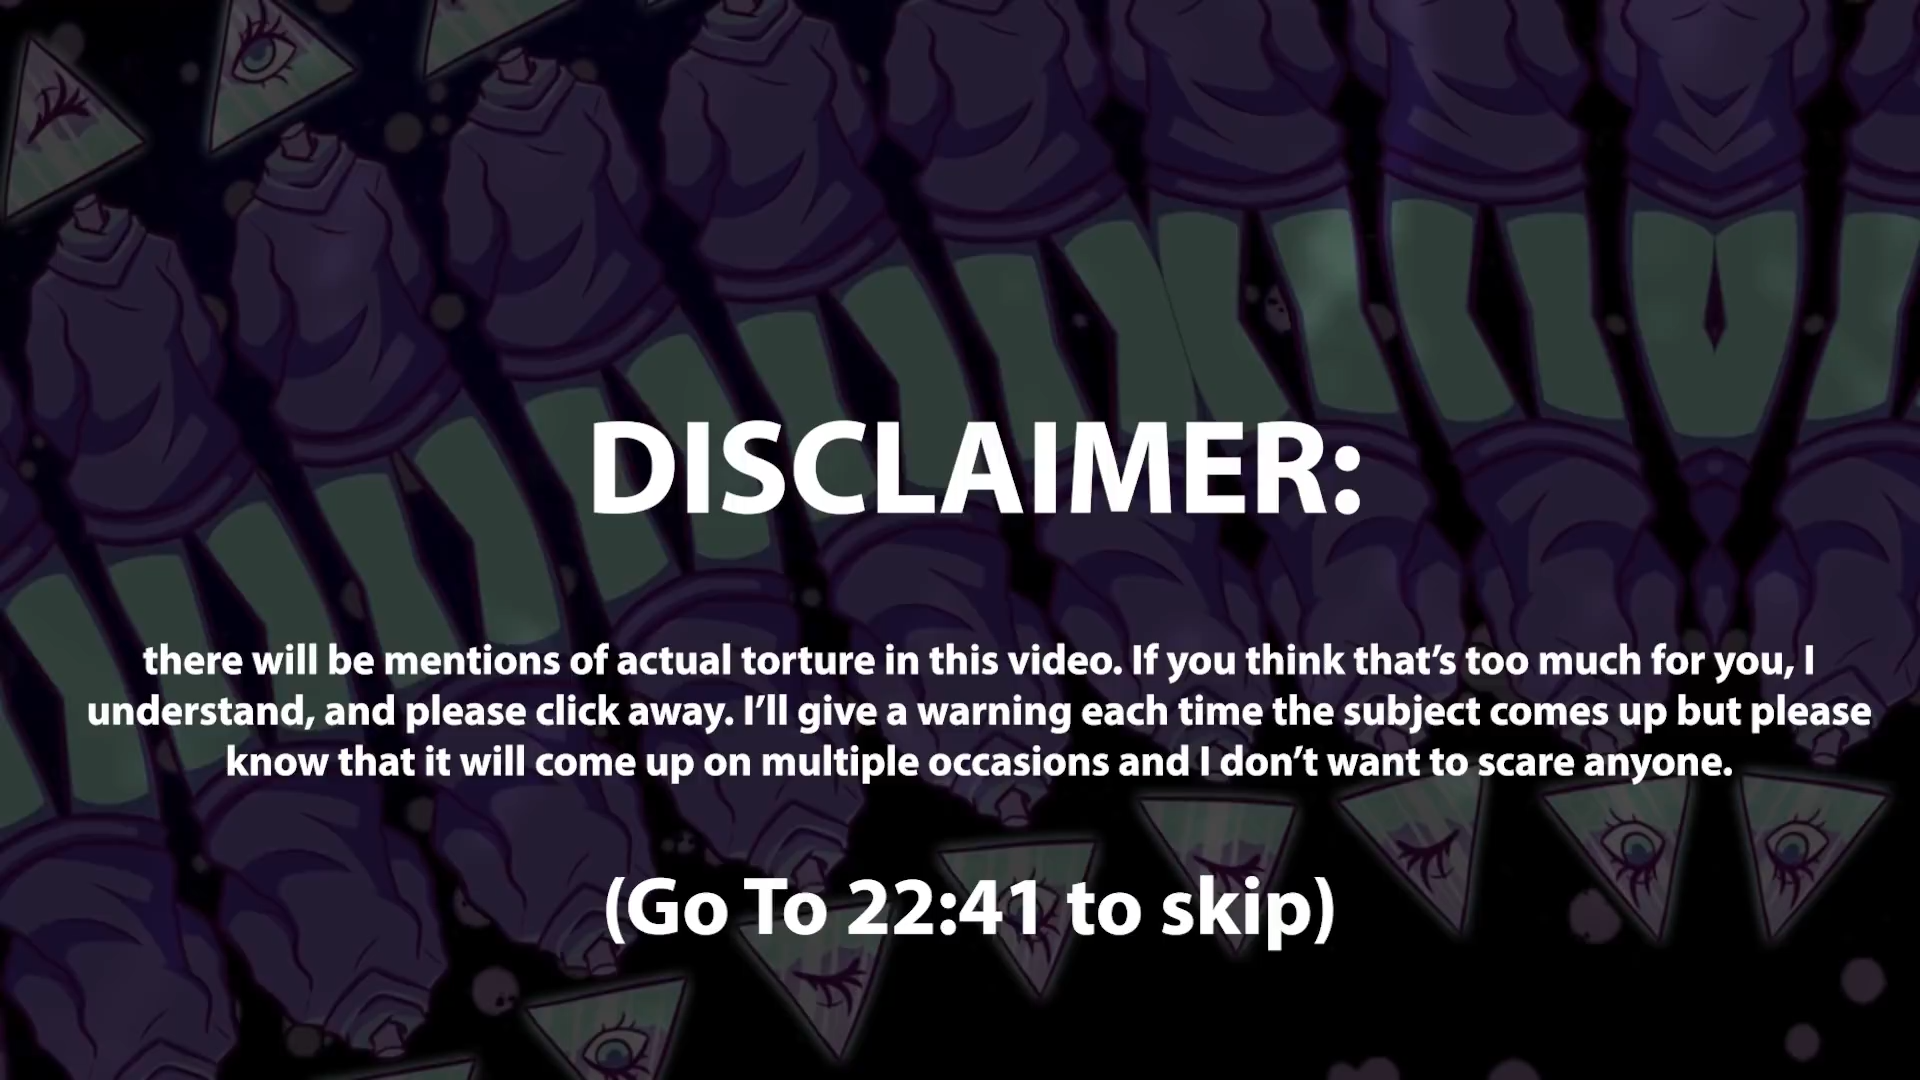 DISCLAIMER:
there will be mentions of actual torture in this video. If you think that’s too much for you, I
understand, and please click away. I’ll give a warning each time the subject comes up but please
know that it will come up on multiple occasions and I don’t want to scare anyone.
(Go To 22:41 to skip)